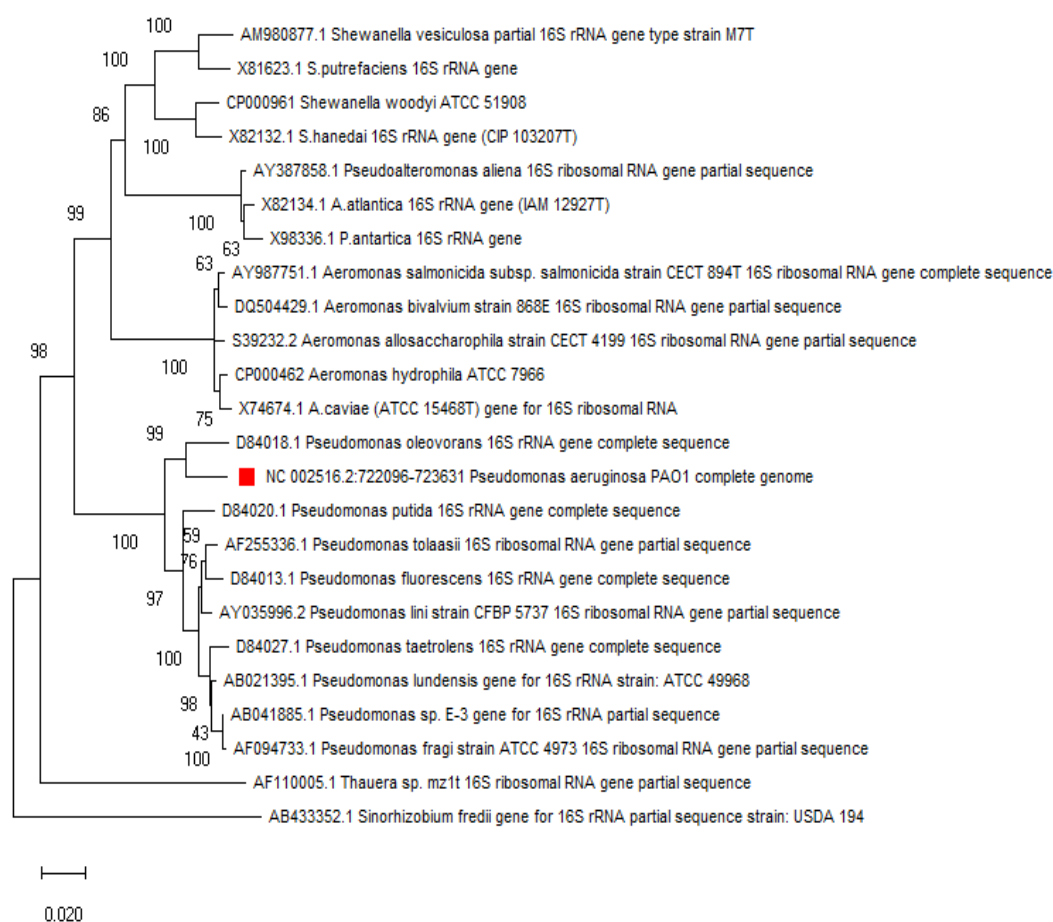 100
AM980877.1 Shewanella vesiculosa partial 16S rRNA gene type strain M7T
100
X81623.1 S.putrefaciens 16S rRNA gene
86
CP000961 Shewanella woodyi ATCC 51908
100
X82132.1 S.hanedai 16S rRNA gene (CIP 103207T)
AY387858.1 Pseudoalteromonas aliena 16S ribosomal RNA gene partial sequence
99
X82134.1 A.atlantica 16S rRNA gene (IAM 12927T)
100
X98336.1 P.antartica 16S rRNA gene
63
63
AY987751.1 Aeromonas salmonicida subsp. salmonicida strain CECT 894T 16S ribosomal RNA gene complete sequence
DQ504429.1 Aeromonas bivalvium strain 868E 16S ribosomal RNA gene partial sequence
S39232.2 Aeromonas allosaccharophila strain CECT 4199 16S ribosomal RNA gene partial sequence
98
100
CP000462 Aeromonas hydrophila ATCC 7966
X74674.1 A.caviae (ATCC 15468T) gene for 16S ribosomal RNA
75
99
D84018.1 Pseudomonas oleovorans 16S rRNA gene complete sequence
NC 002516.2:722096-723631 Pseudomonas aeruginosa PAO1 complete genome
D84020.1 Pseudomonas putida 16S rRNA gene complete sequence
100
59
AF255336.1 Pseudomonas tolaasii 16S ribosomal RNA gene partial sequence
76
D84013.1 Pseudomonas fluorescens 16S rRNA gene complete sequence
97
AY035996.2 Pseudomonas lini strain CFBP 5737 16S ribosomal RNA gene partial sequence
D84027.1 Pseudomonas taetrolens 16S rRNA gene complete sequence
100
AB021395.1 Pseudomonas lundensis gene for 16S rRNA strain: ATCC 49968
98
AB041885.1 Pseudomonas sp. E-3 gene for 16S rRNA partial sequence
43
AF094733.1 Pseudomonas fragi strain ATCC 4973 16S ribosomal RNA gene partial sequence
100
AF110005.1 Thauera sp. mz1t 16S ribosomal RNA gene partial sequence
AB433352.1 Sinorhizobium fredii gene for 16S rRNA partial sequence strain: USDA 194
0.020